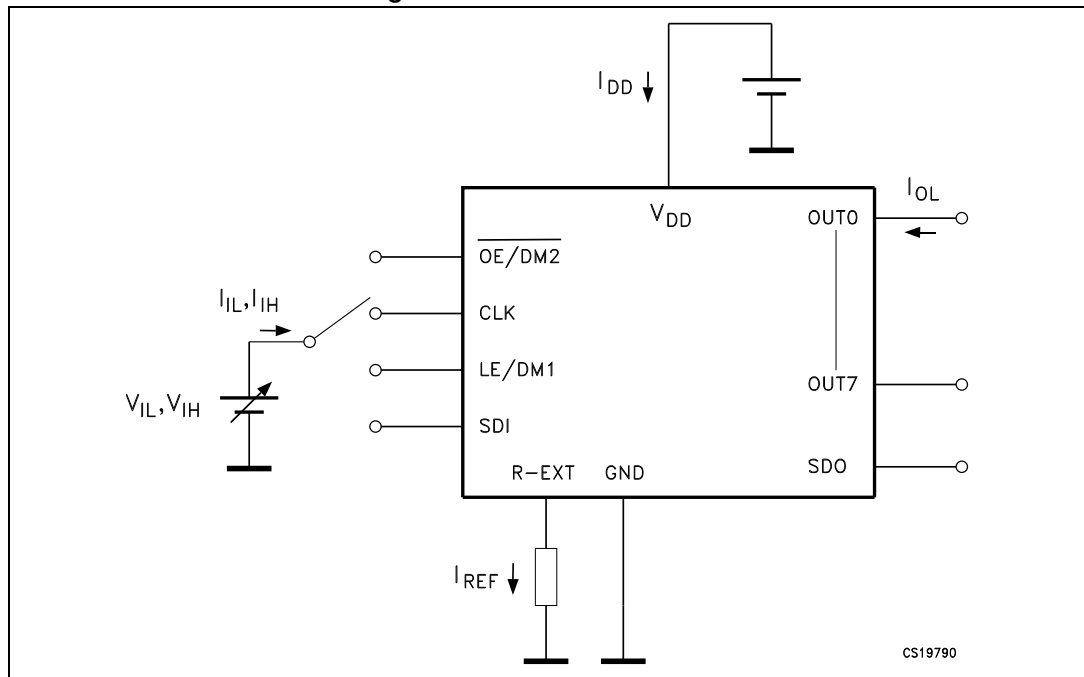 I_DD
V_DD
OUT0
I_OL
OE/DM2
I_IL,I_IH
CLK
LE/DM1
OUT7
V_IL,V_IH
SDI
SDO
R-EXT
GND
I_REF
CS19790